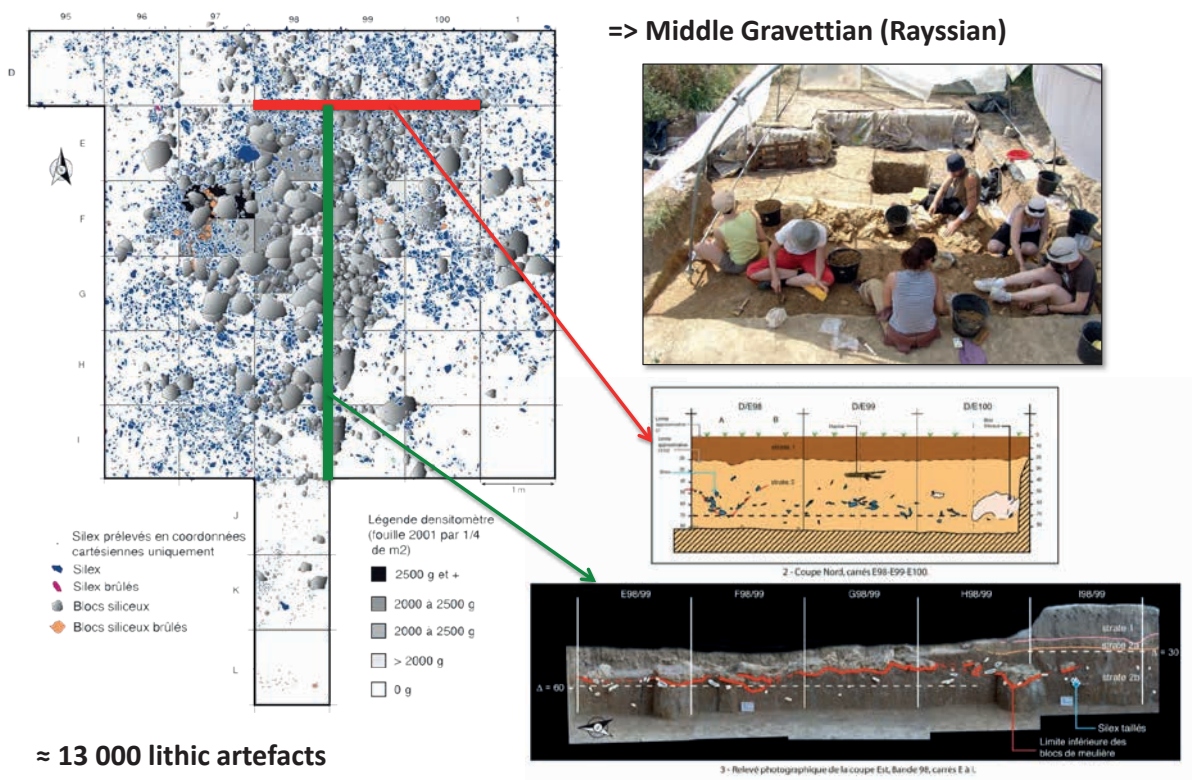 95 96 97 98 99 100 1
D
E
F
G
H
I
J
K
L
1 m
Silex prélevés en coordonnées
cartésiennes uniquement
Silex
Silex brûlés
Blocs siliceux
Blocs siliceux brûlés
Légende densitomètre
(fouille 2001 par 1/4
de m2)
2500 g et +
2000 à 2500 g
2000 à 2500 g
> 2000 g
0 g
≈ 13 000 lithic artefacts
=> Middle Gravettian (Rayssian)
D/E98 D/E99 D/E100
A B
strate 1
strate 2
2 - Coupe Nord, carrés E98-E99-E100.
E98/99 F98/99 G98/99 H98/99 I98/99
strate 1
strate 2a
Δ = 30
strate 2b
Δ = 60
Silex taillés
Limite inférieure des
blocs de meulière
3 - Relevé photographique de la coupe Est, Bande 98, carrés E à I.